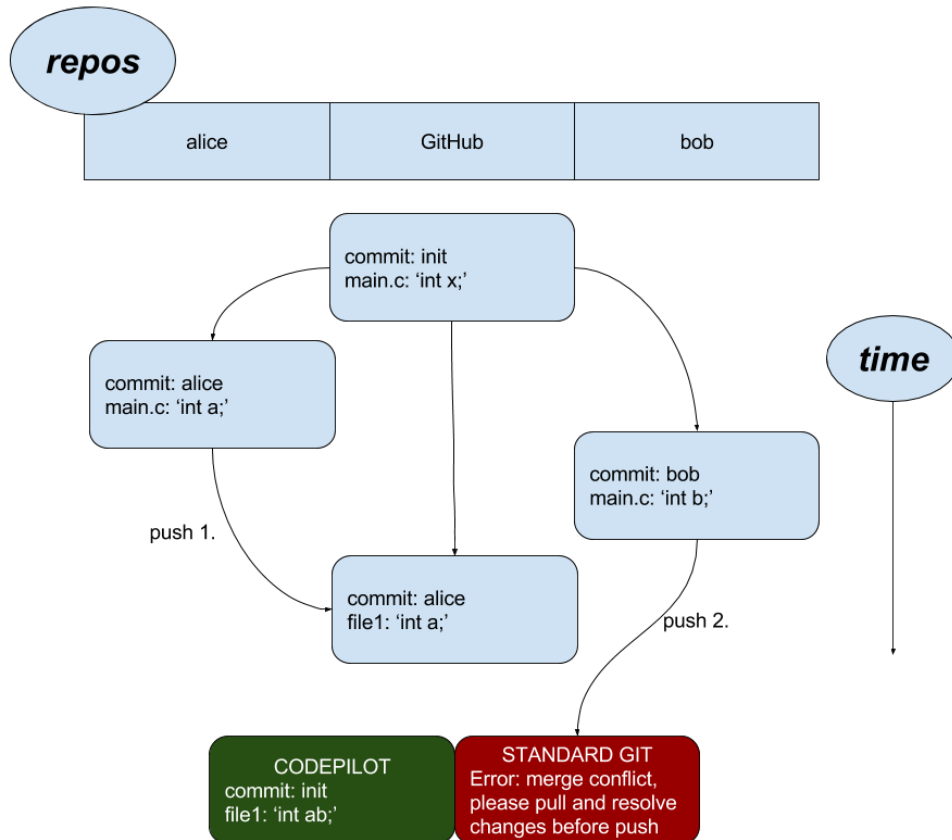 repos
alice
GitHub
bob
commit: init
main.c: ‘int x;’
commit: alice
main.c: ‘int a;’
time
commit: bob
main.c: ‘int b;’
push 1.
commit: alice
file1: ‘int a;’
push 2.
CODEPILOT
commit: init
file1: ‘int ab;’
STANDARD GIT
Error: merge conflict,
please pull and resolve
changes before push